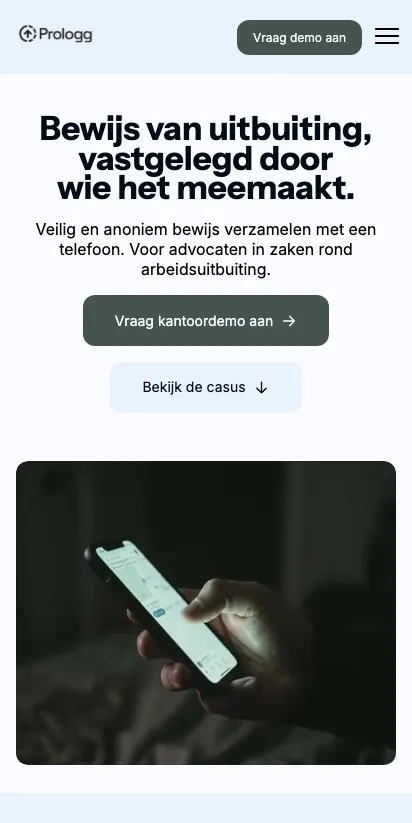 Prologg
Vraag demo aan
Bewijs van uitbuiting,
vastgelegd door
wie het meemaakt.
Veilig en anoniem bewijs verzamelen met een
telefoon. Voor advocaten in zaken rond
arbeidsuitbuiting.
Vraag kantoordemo aan →
Bekijk de casus ↓